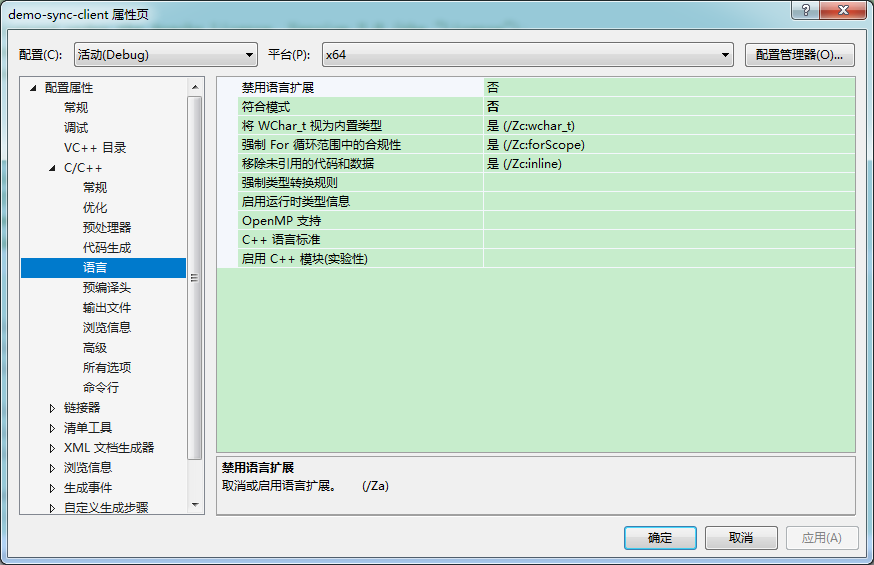 demo-sync-client 属性页
配置(C): 活动(Debug) 平台(P): x64 配置管理器(O)...
配置属性
常规
调试
VC++ 目录
C/C++
常规
优化
预处理器
代码生成
语言
预编译头
输出文件
浏览信息
高级
所有选项
命令行
链接器
清单工具
XML 文档生成器
浏览信息
生成事件
自定义生成步骤
禁用语言扩展 否
符合模式 否
将 WChar_t 视为内置类型 是 (/Zc:wchar_t)
强制 For 循环范围中的合规性 是 (/Zc:forScope)
移除未引用的代码和数据 是 (/Zc:inline)
强制类型转换规则
启用运行时类型信息
OpenMP 支持
C++ 语言标准
启用 C++ 模块(实验性)
禁用语言扩展
取消或启用语言扩展。 (/Za)
确定 取消 应用(A)